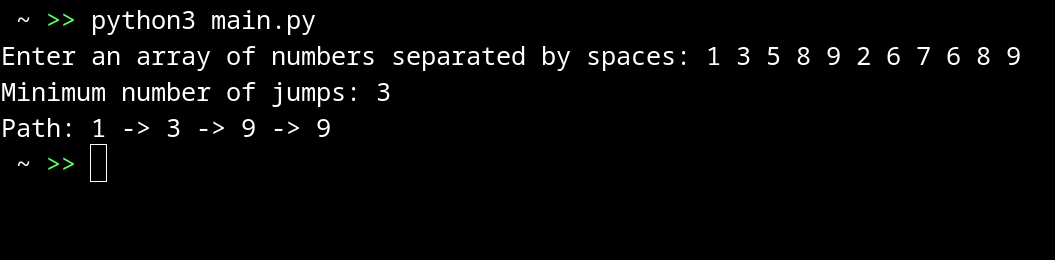 ~ >> python3 main.py
Enter an array of numbers separated by spaces: 1 3 5 8 9 2 6 7 6 8 9
Minimum number of jumps: 3
Path: 1 -> 3 -> 9 -> 9
~ >>